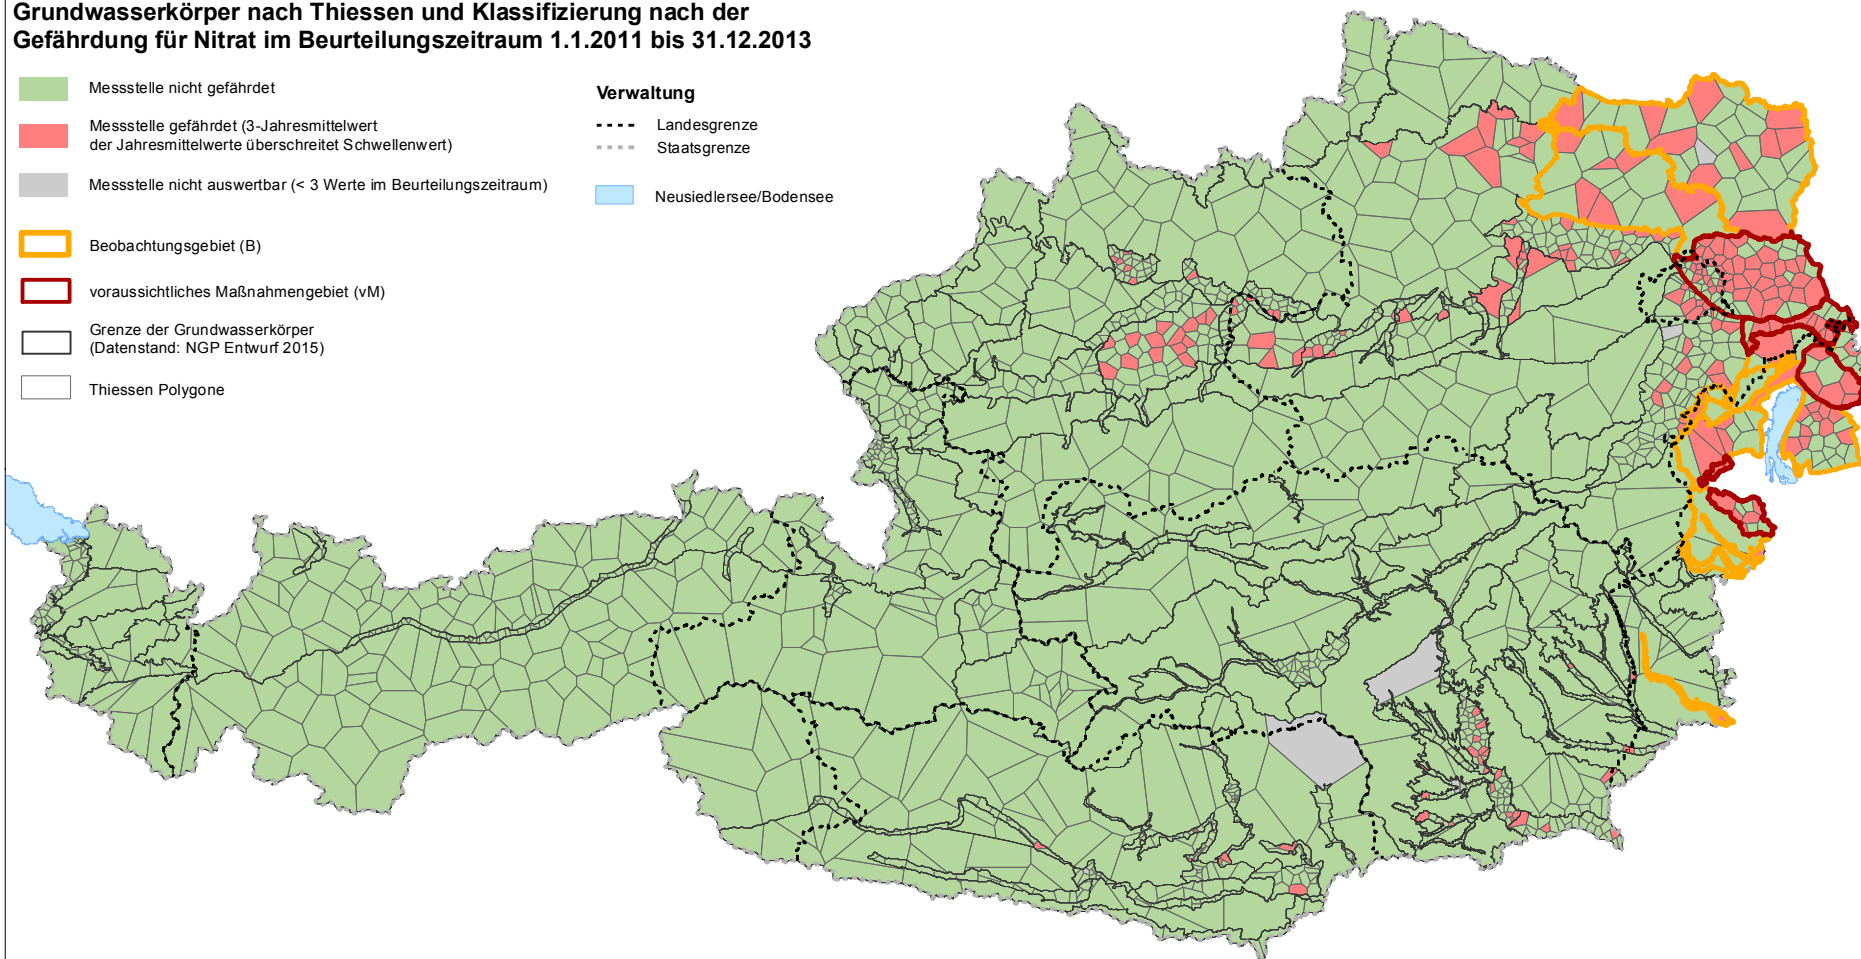 Grundwasserkörper nach Thiessen und Klassifizierung nach der
Gefährdung für Nitrat im Beurteilungszeitraum 1.1.2011 bis 31.12.2013
Messstelle nicht gefährdet
Messstelle gefährdet (3-Jahresmittelwert
der Jahresmittelwerte überschreitet Schwellenwert)
Messstelle nicht auswertbar (< 3 Werte im Beurteilungszeitraum)
Beobachtungsgebiet (B)
voraussichtliches Maßnahmengebiet (vM)
Grenze der Grundwasserkörper
(Datenstand: NGP Entwurf 2015)
Thiessen Polygone
Verwaltung
Landesgrenze
Staatsgrenze
Neusiedlersee/Bodensee